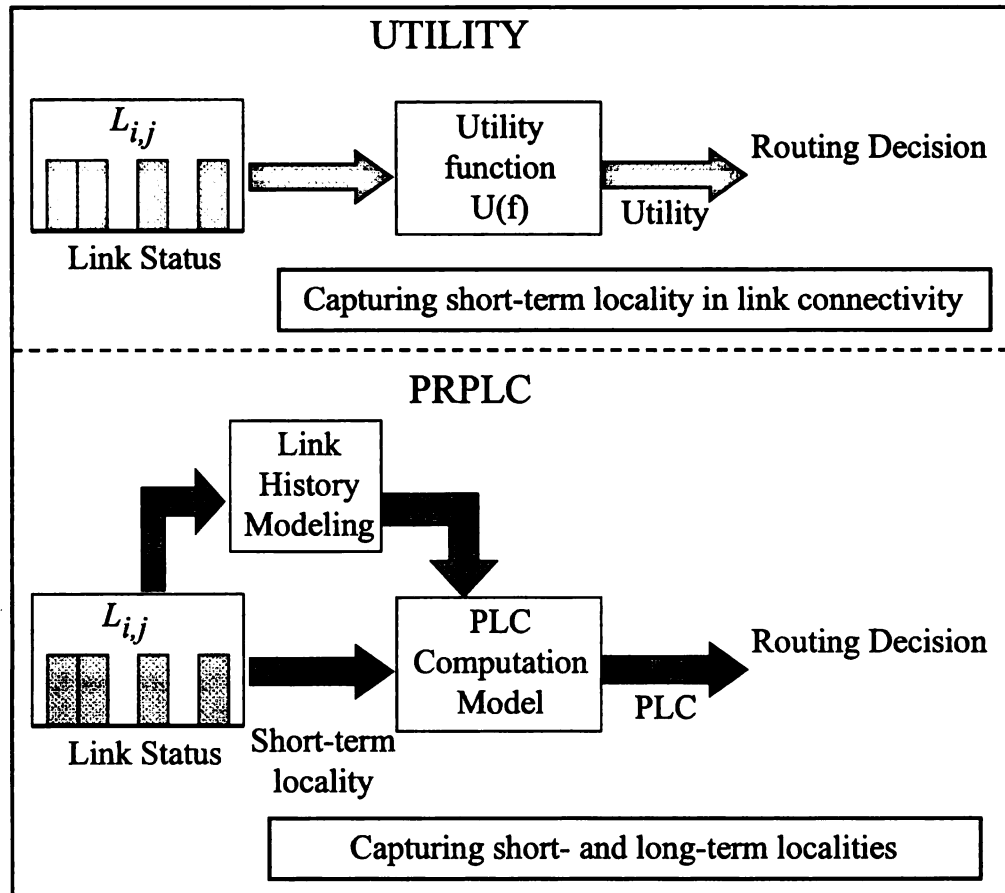 UTILITY
L_{i,j}
Link Status
Utility
function
U(f)
Utility
Routing Decision
Capturing short-term locality in link connectivity
PRPLC
Link
History
Modeling
L_{i,j}
Link Status
Short-term
locality
PLC
Computation
Model
PLC
Routing Decision
Capturing short- and long-term localities